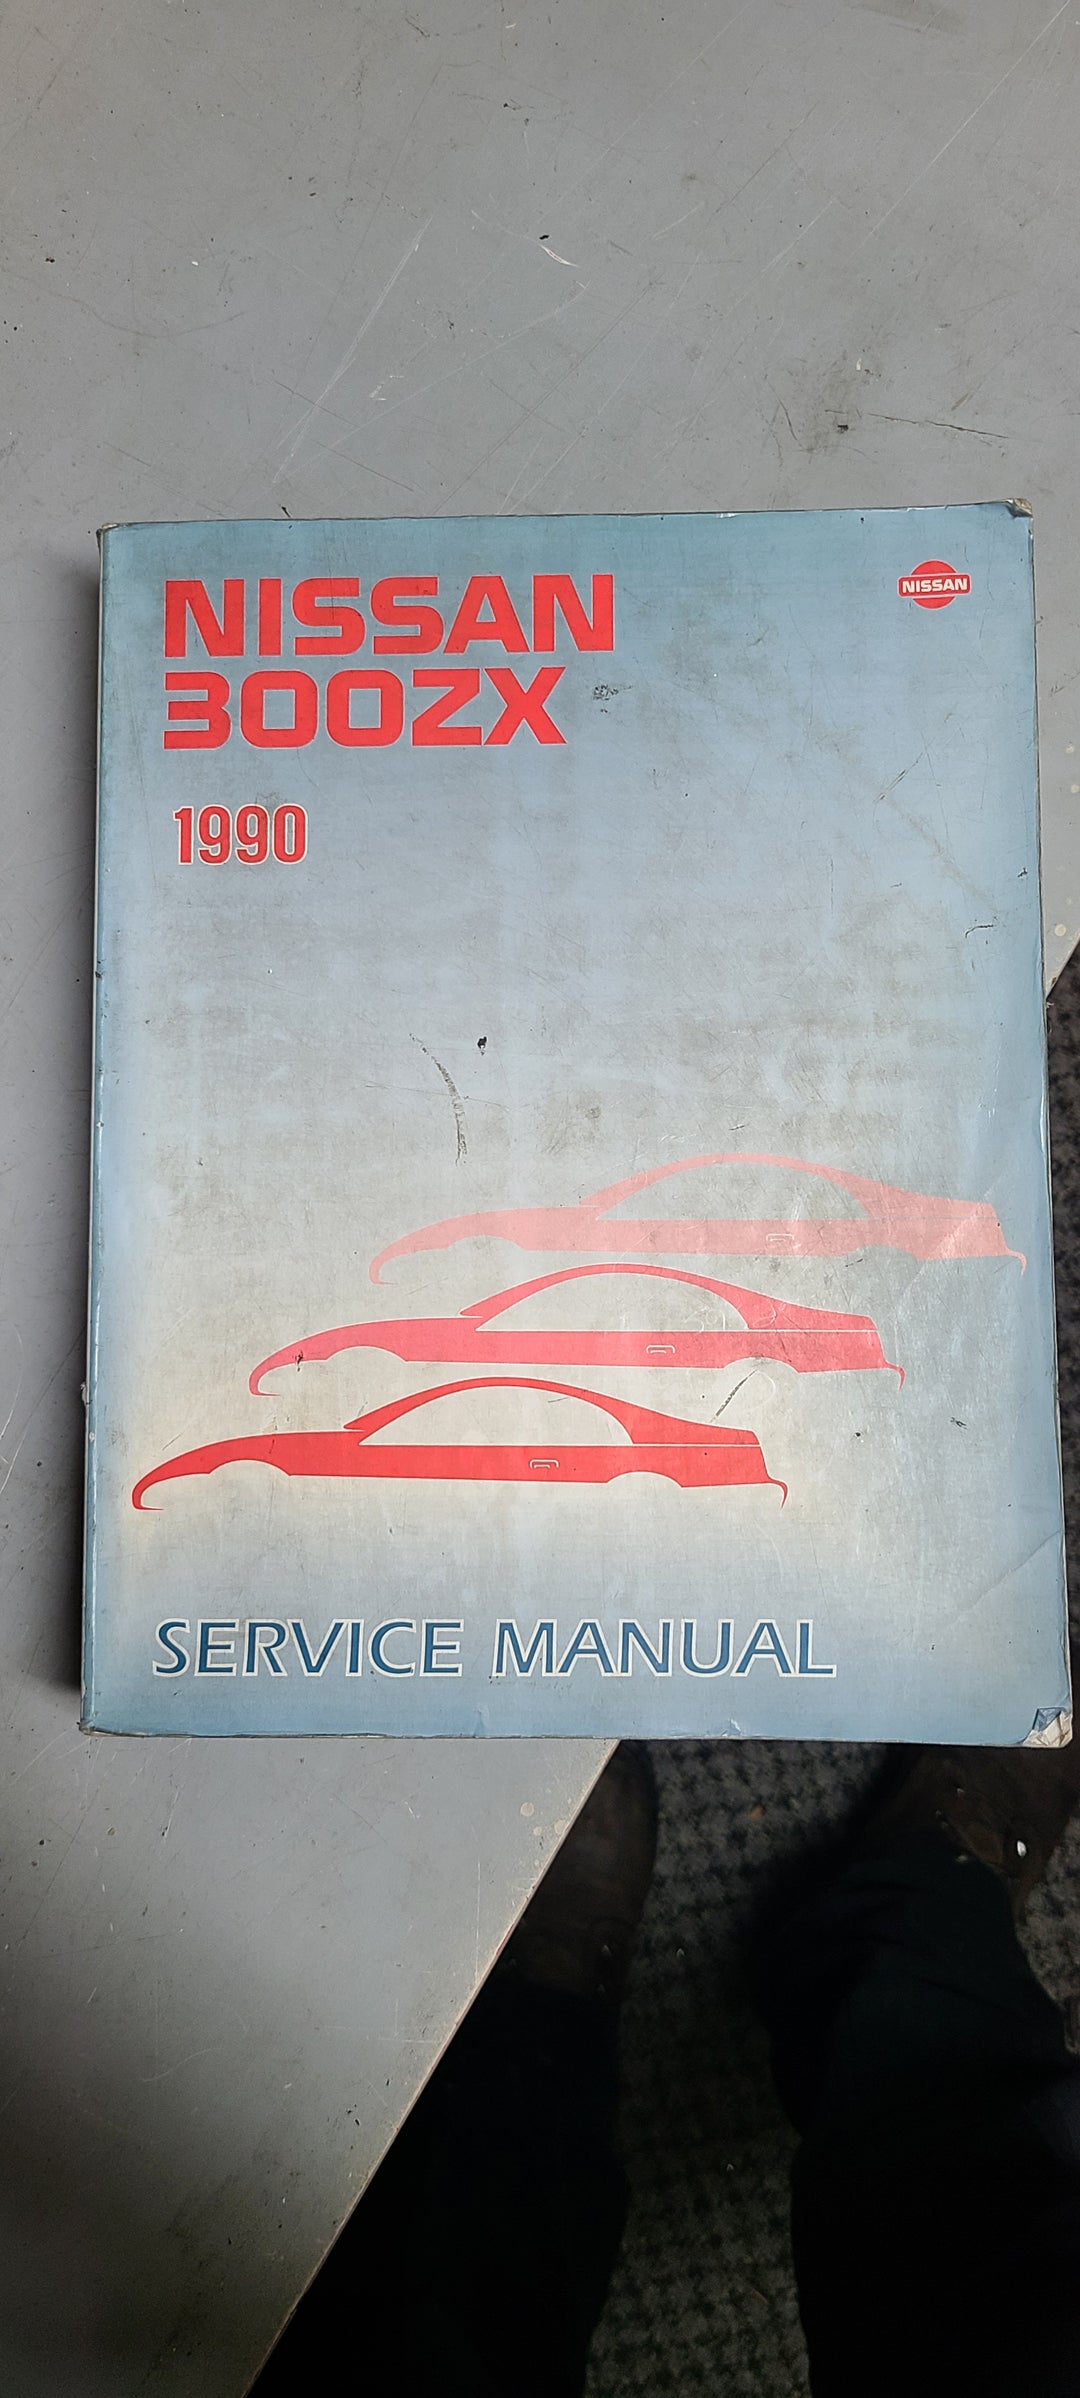 NISSAN
NISSAN
300ZX
1990
SERVICE MANUAL